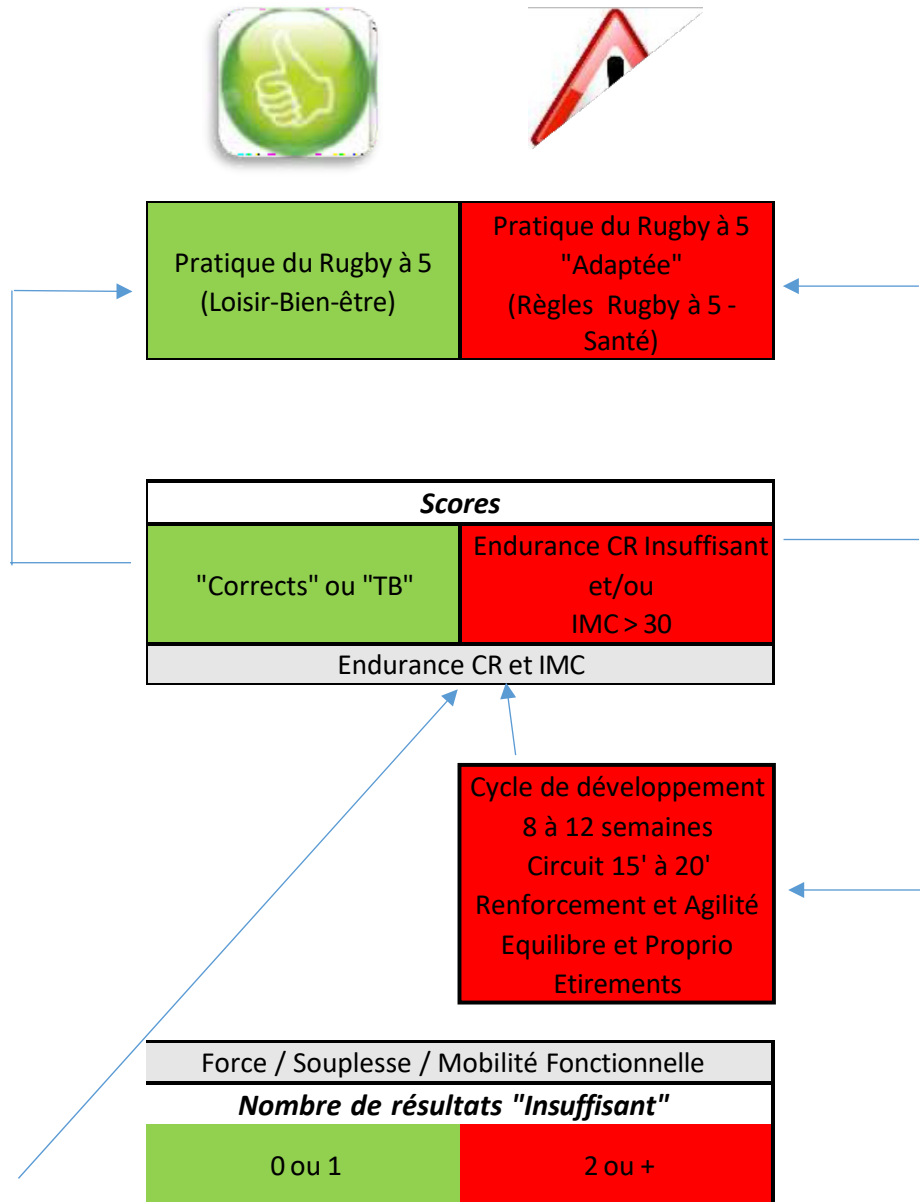 Pratique du Rugby à 5
(Loisir-Bien-être)
Pratique du Rugby à 5
"Adaptée"
(Règles Rugby à 5 -
Santé)
Scores
"Corrects" ou "TB"
Endurance CR Insuffisant
et/ou
IMC > 30
Endurance CR et IMC
Cycle de développement
8 à 12 semaines
Circuit 15' à 20'
Renforcement et Agilité
Equilibre et Proprio
Etirements
Force / Souplesse / Mobilité Fonctionnelle
Nombre de résultats "Insuffisant"
0 ou 1
2 ou +